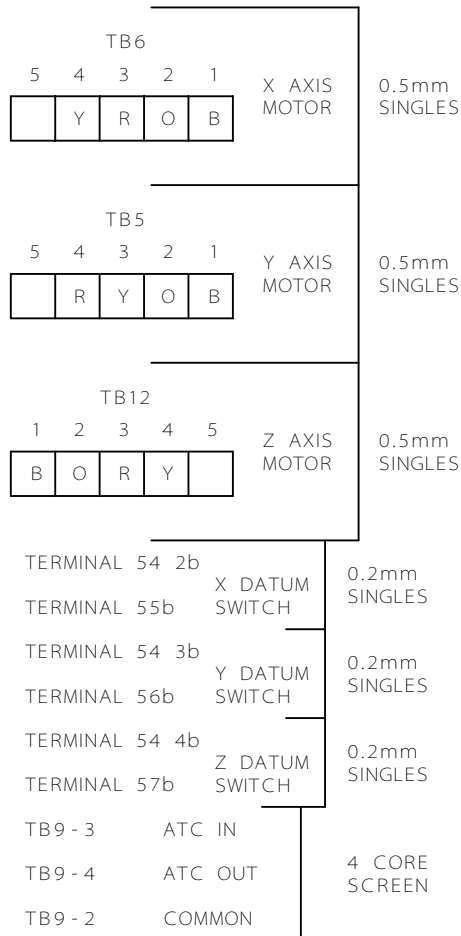 TB6
5 4 3 2 1
Y R O B
X AXIS
MOTOR
0.5mm
SINGLES
TB5
5 4 3 2 1
R Y O B
Y AXIS
MOTOR
0.5mm
SINGLES
TB12
1 2 3 4 5
B O R Y
Z AXIS
MOTOR
0.5mm
SINGLES
TERMINAL 54 2b
TERMINAL 55b
X DATUM
SWITCH
0.2mm
SINGLES
TERMINAL 54 3b
TERMINAL 56b
Y DATUM
SWITCH
0.2mm
SINGLES
TERMINAL 54 4b
TERMINAL 57b
Z DATUM
SWITCH
0.2mm
SINGLES
TB9-3 ATC IN
TB9-4 ATC OUT
TB9-2 COMMON
4 CORE
SCREEN